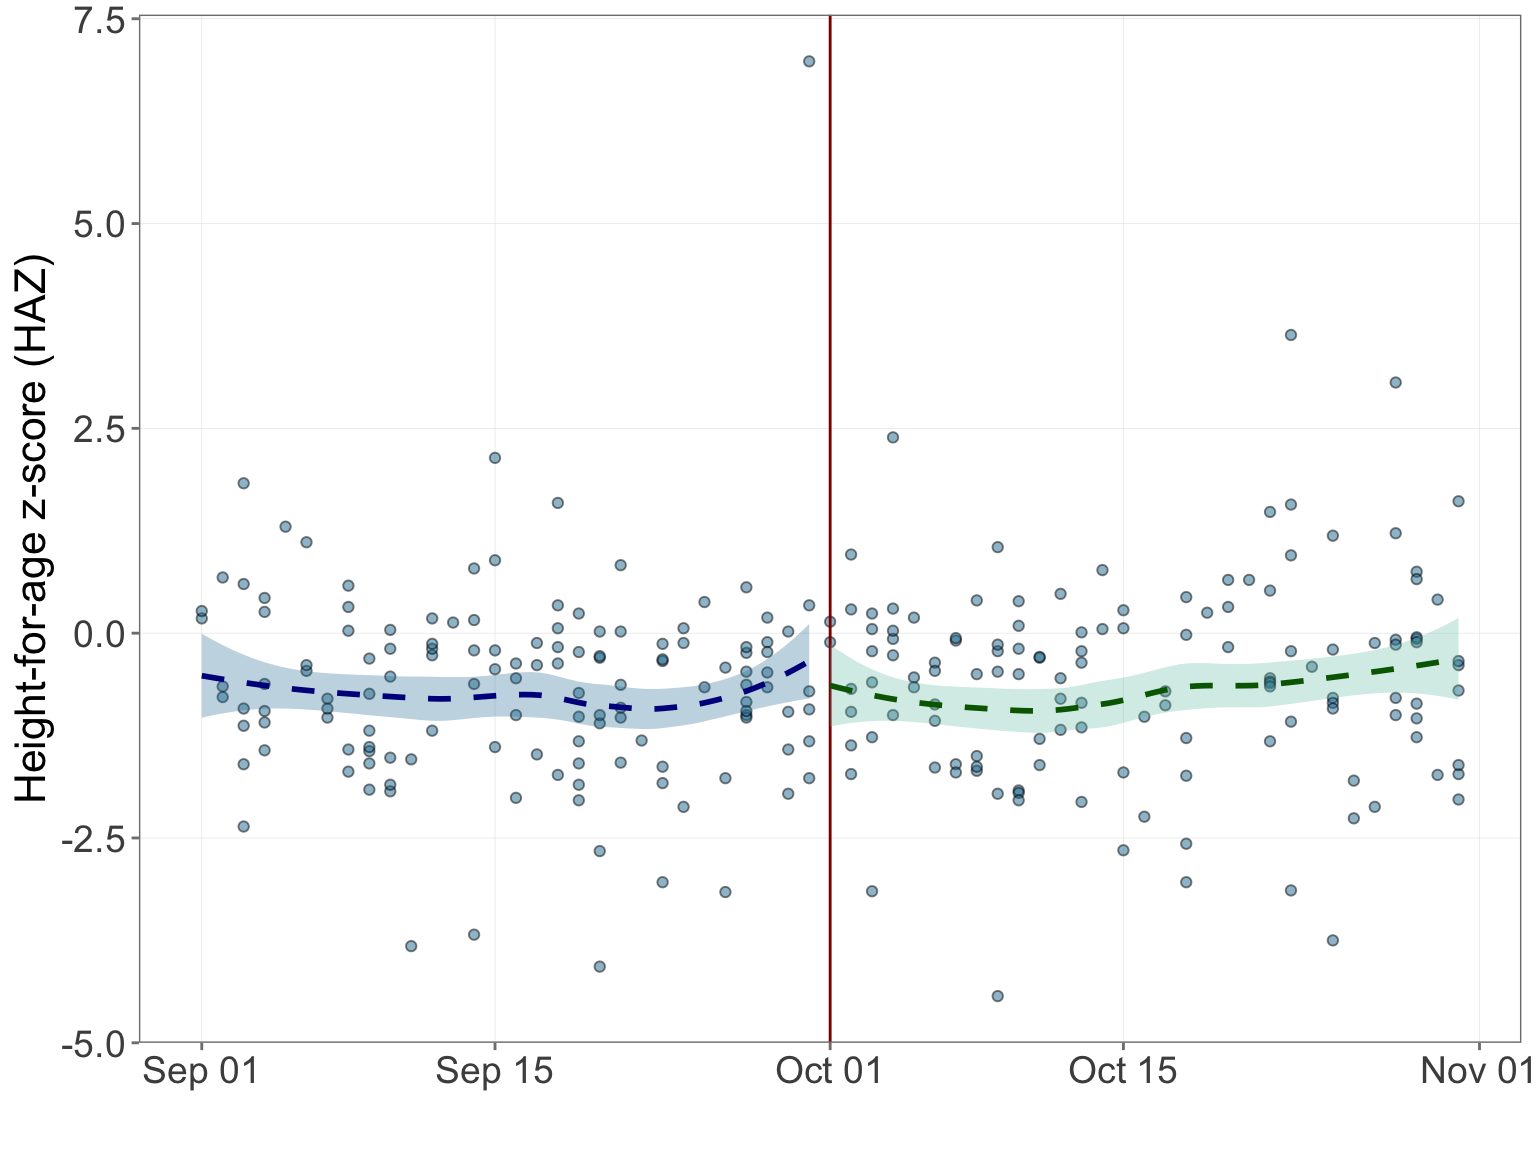 Height-for-age z-score (HAZ)
7.5
5.0
2.5
0.0
-2.5
-5.0
Sep 01
Sep 15
Oct 01
Oct 15
Nov 01